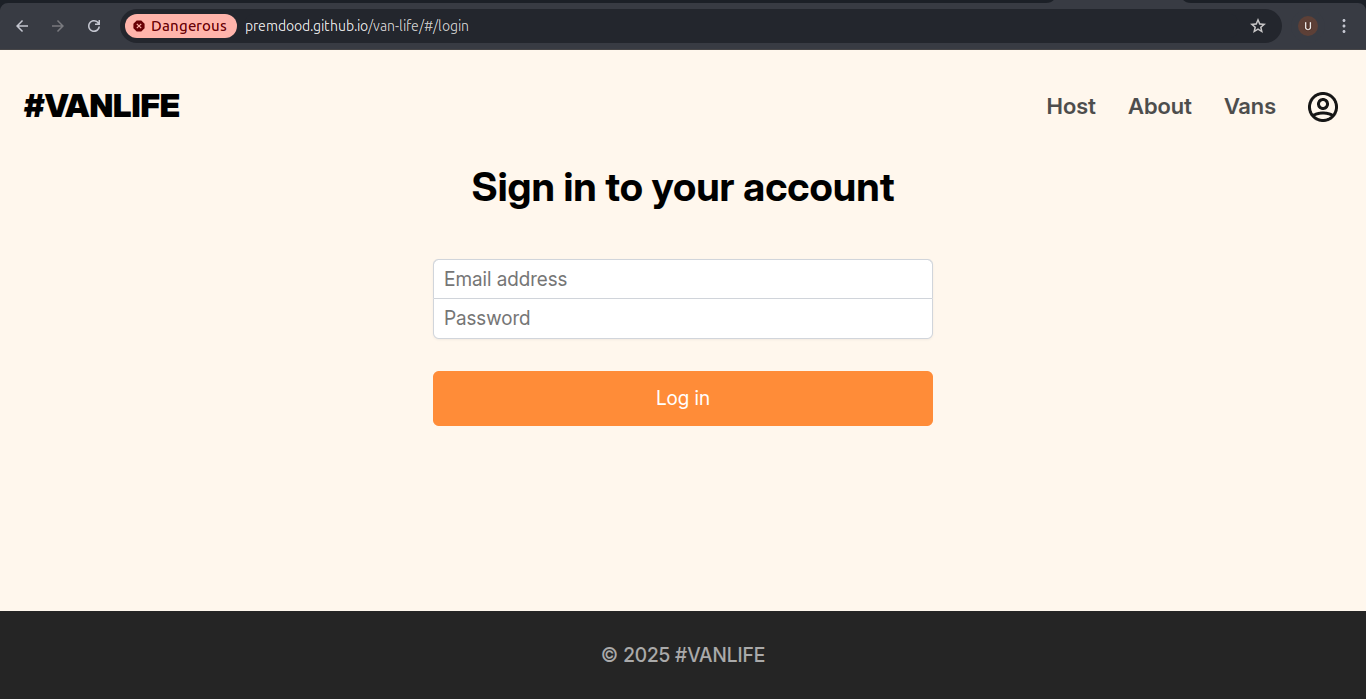 Dangerous premdood.github.io/van-life/#/login U
#VANLIFE Host About Vans
Sign in to your account
Email address
Password
Log in
© 2025 #VANLIFE